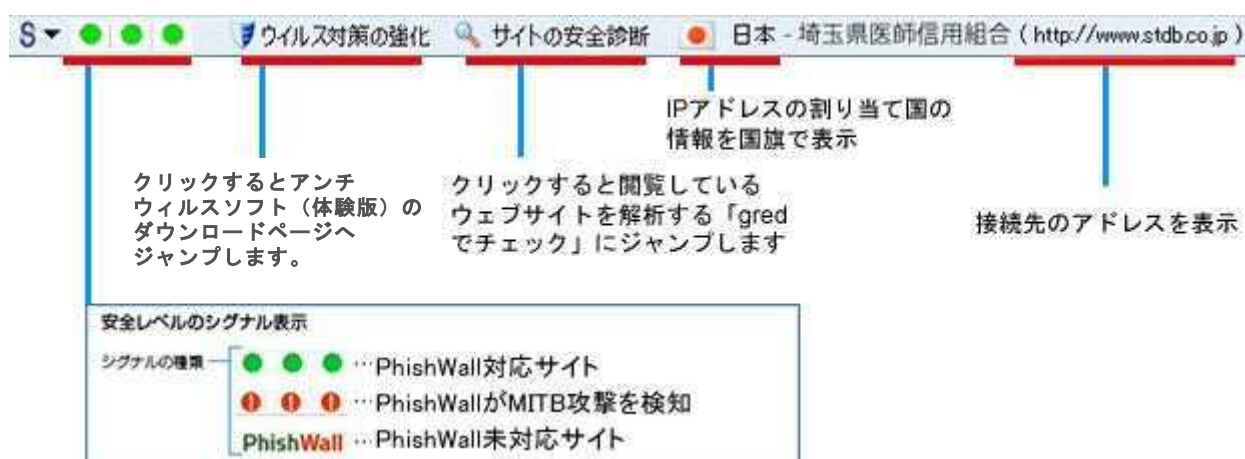 S ウイルス対策の強化 サイトの安全診断 日本 - 埼玉県医師信用組合 ( http://www.stdb.co.jp )
IPアドレスの割り当て国の
情報を国旗で表示
クリックするとアンチ
ウィルスソフト（体験版）の
ダウンロードページへ
ジャンプします。
クリックすると閲覧している
ウェブサイトを解析する「gred
でチェック」にジャンプします
接続先のアドレスを表示
安全レベルのシグナル表示
シグナルの種類
…PhishWall対応サイト
…PhishWallがMITB攻撃を検知
PhishWall …PhishWall未対応サイト